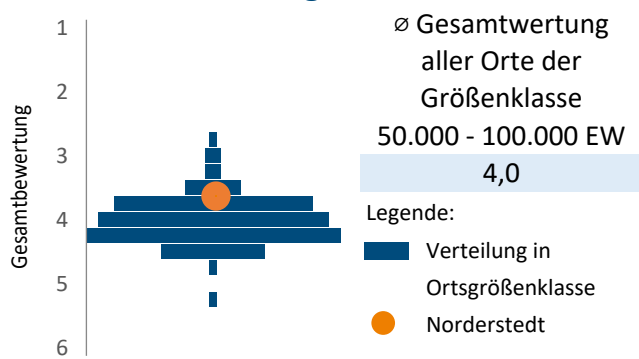 1
2
3
4
5
6
Gesamtbewertung
⌀ Gesamtwertung
aller Orte der
Größenklasse
50.000 - 100.000 EW
4,0
Legende:
Verteilung in
Ortsgrößenklasse
Norderstedt